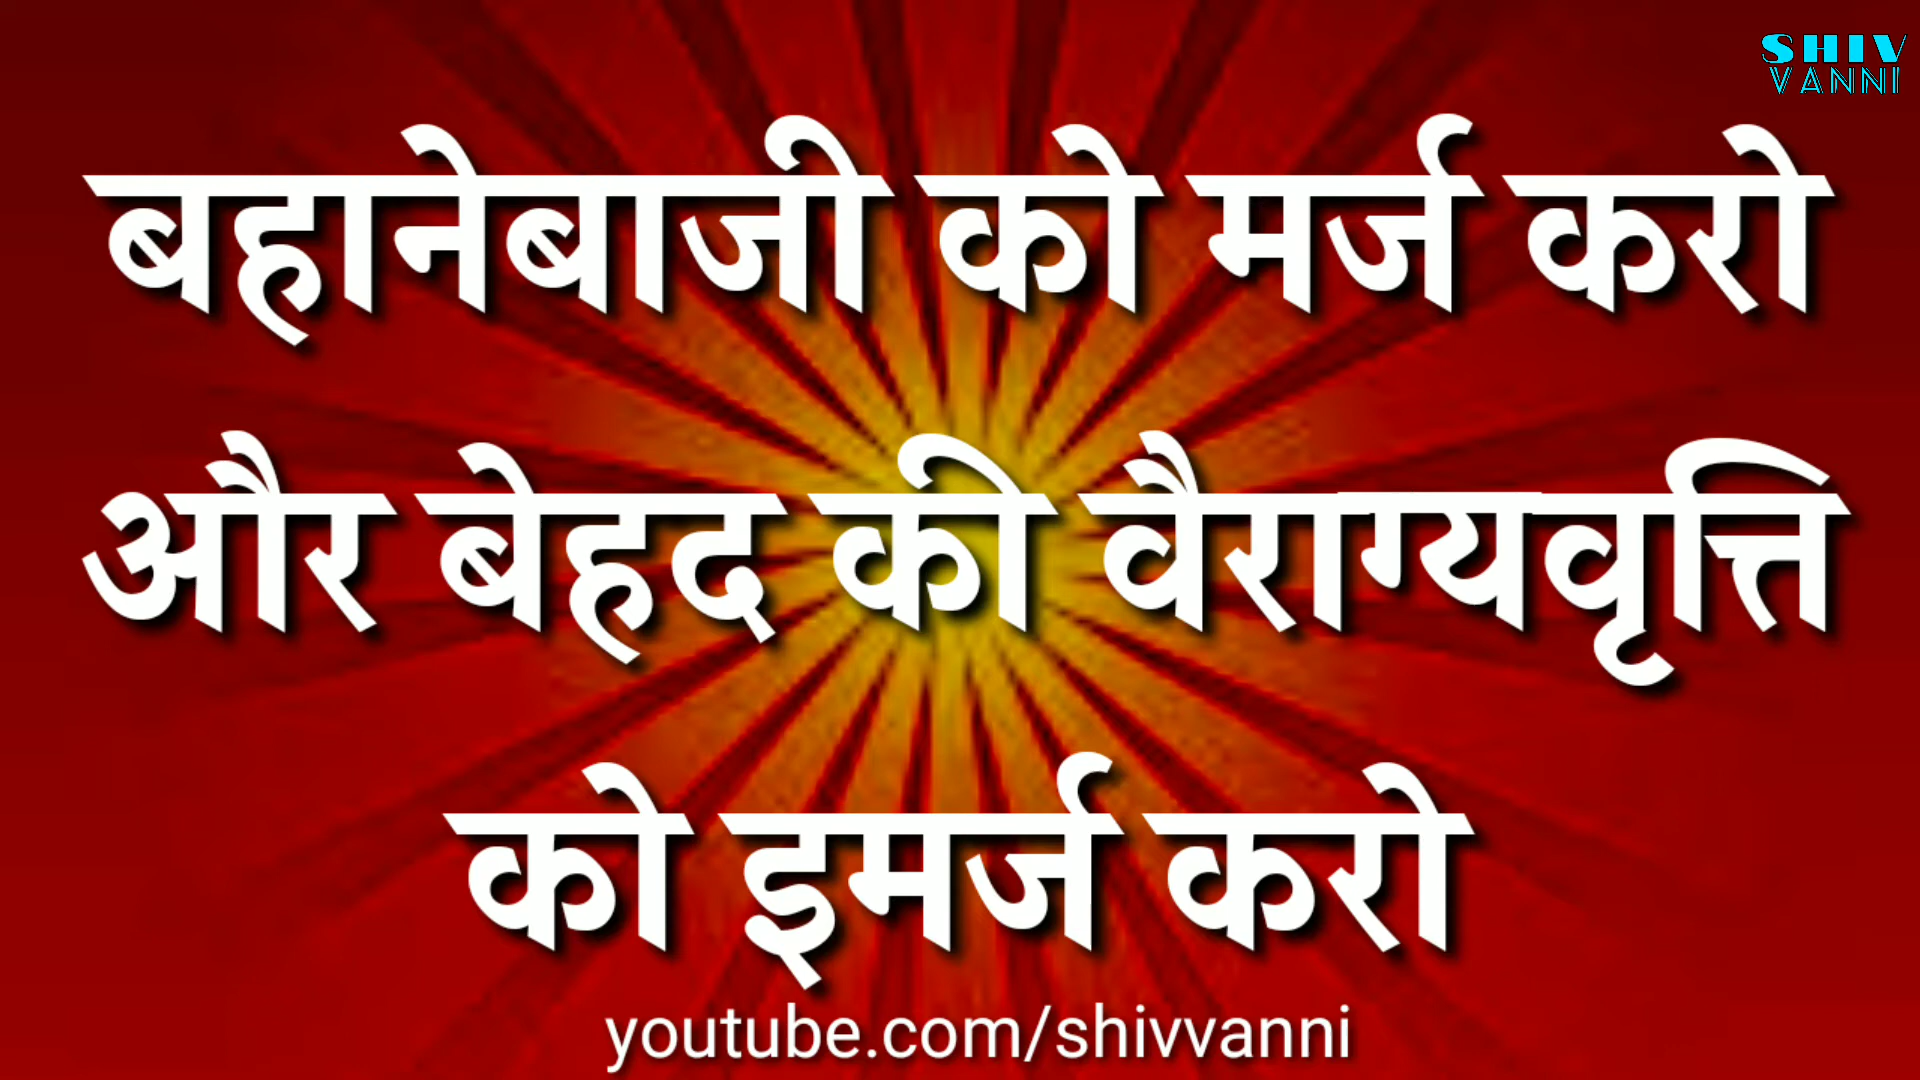 SHIV
VANNI
बहानेबाजी को मर्ज करो
और बेहद की वैराग्यवृत्ति
को इमर्ज करो
youtube.com/shivvanni